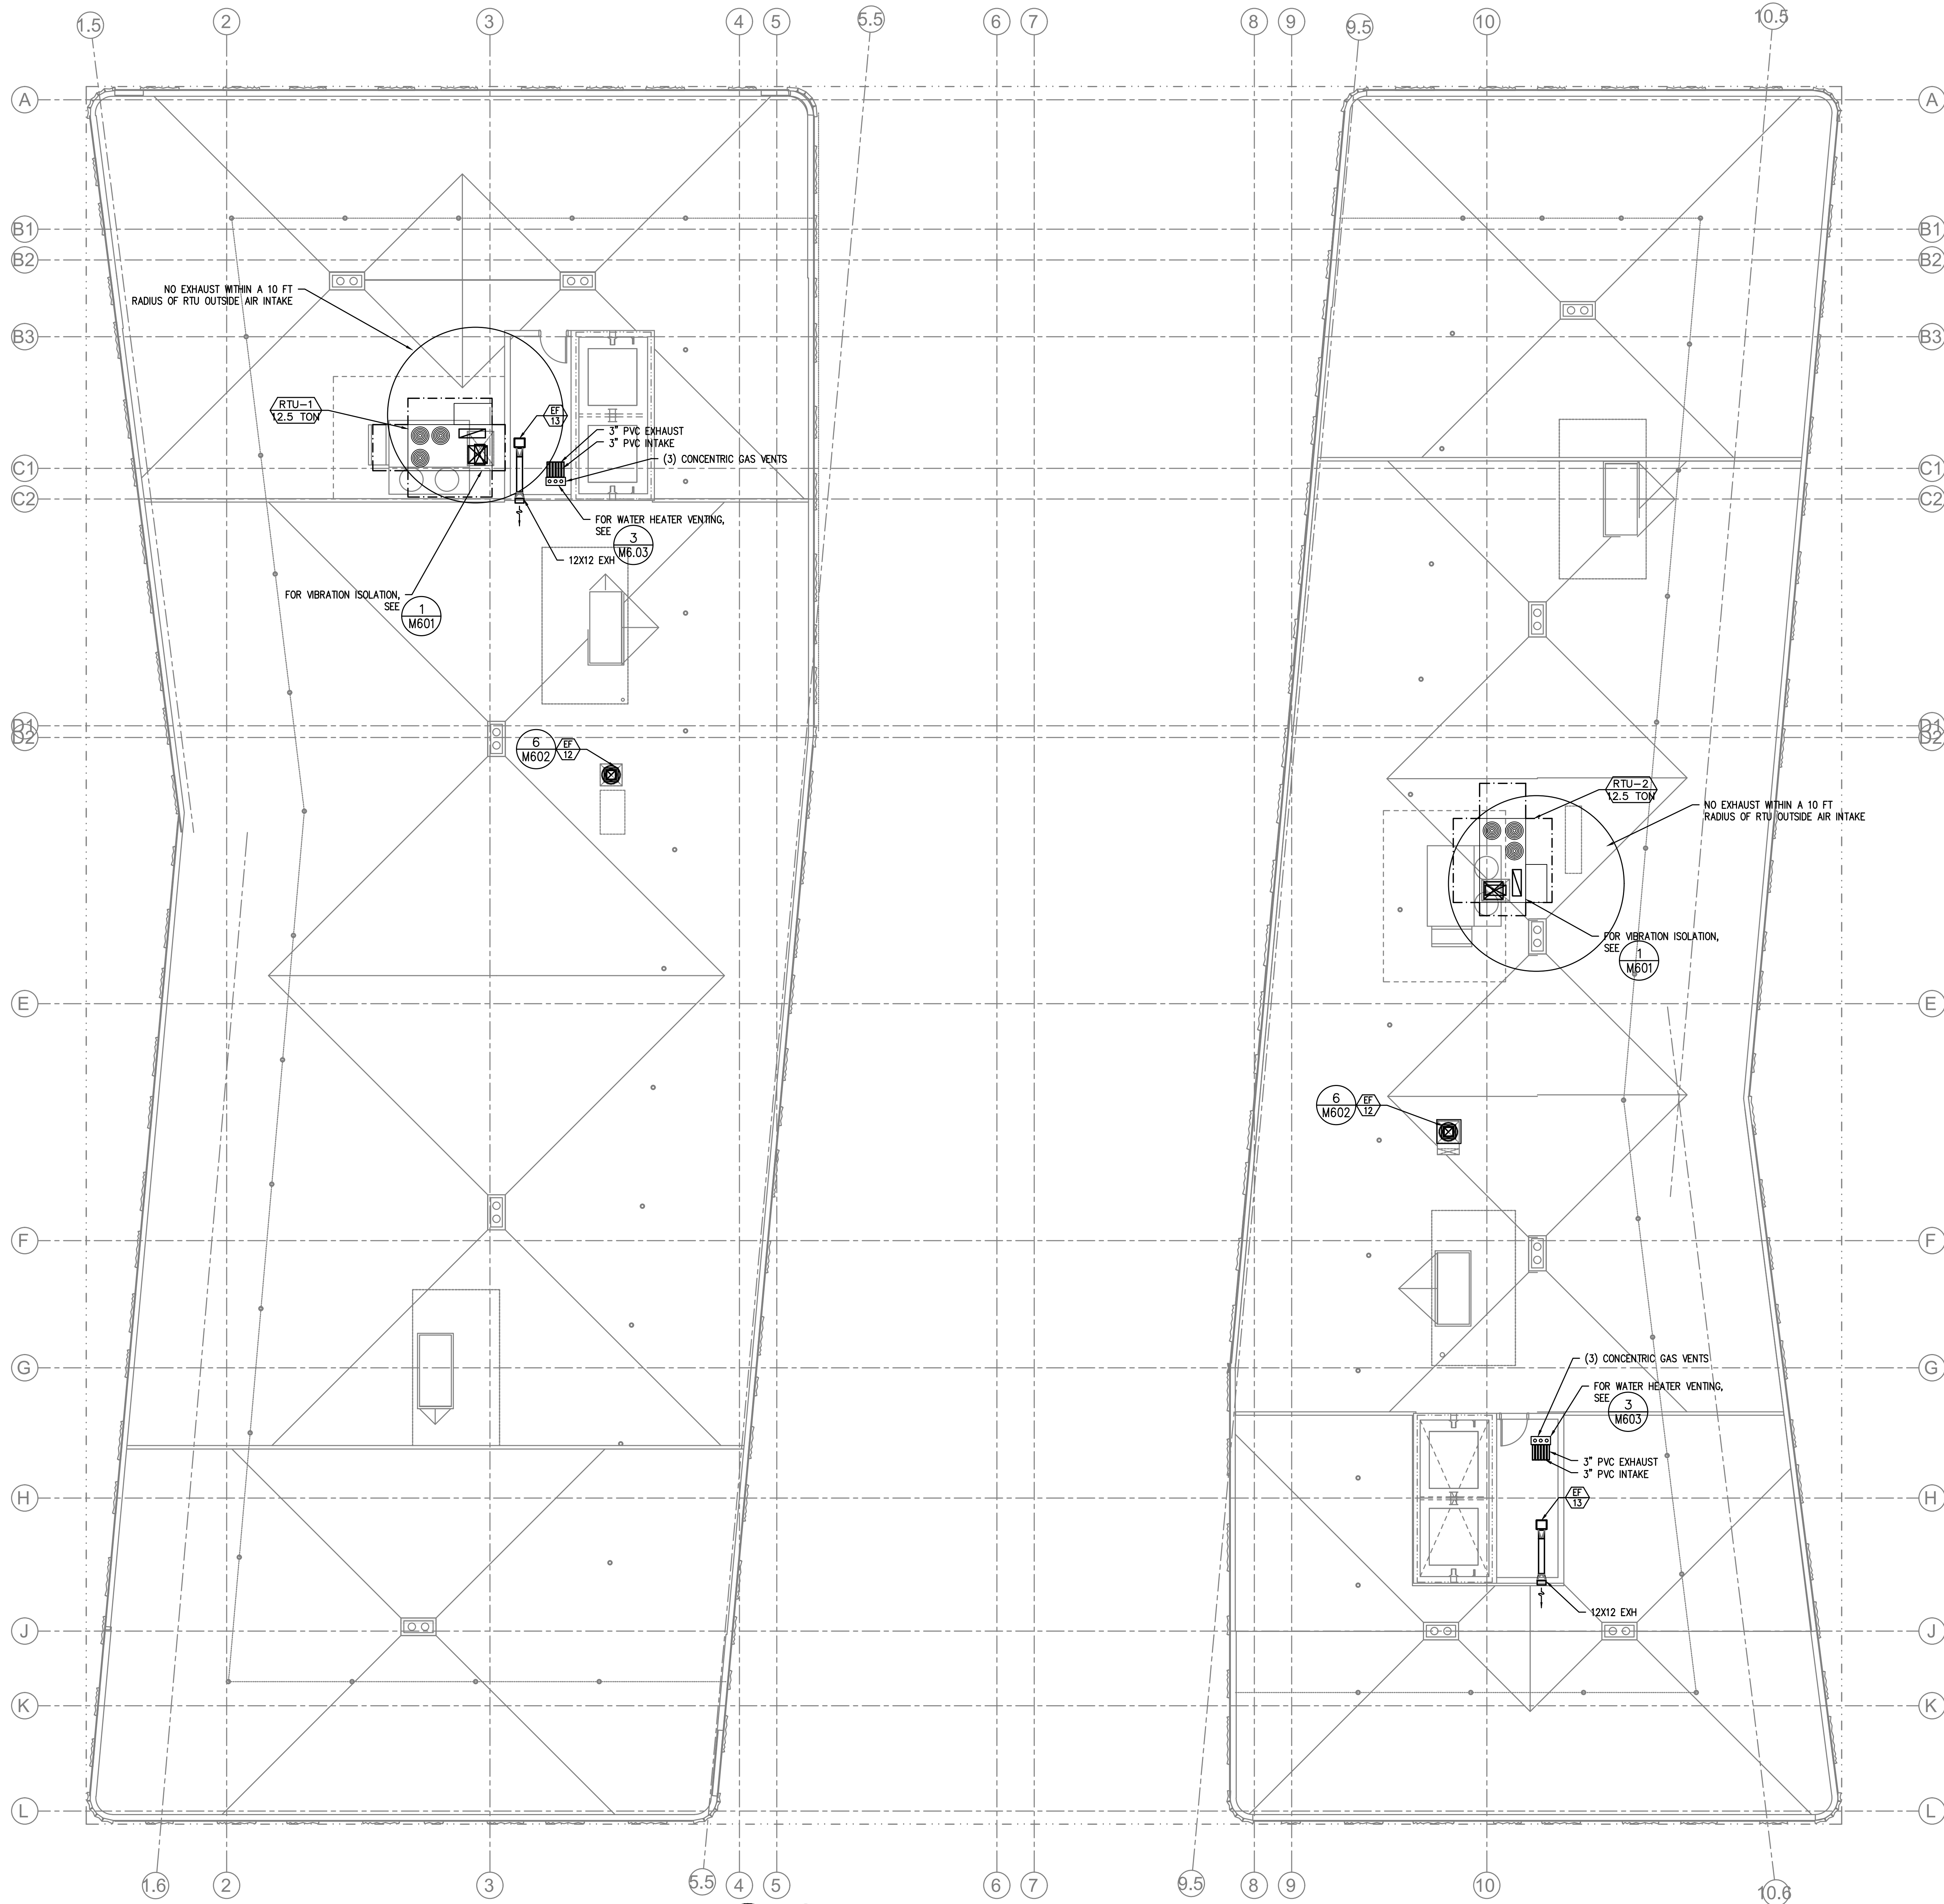 1.5
2
3
4
5
5.5
6
7
8
9
9.5
10
10.5
A
A
B1
B1
B2
B2
NO EXHAUST WITHIN A 10 FT
RADIUS OF RTU OUTSIDE AIR INTAKE
B3
B3
RTU-1
12.5 TON
EF
13
3" PVC EXHAUST
3" PVC INTAKE
(3) CONCENTRIC GAS VENTS
C1
C1
C2
C2
FOR WATER HEATER VENTING,
SEE
3
M6.03
12X12 EXH
FOR VIBRATION ISOLATION,
SEE
1
M601
D1
D1
D2
D2
6
M602
EF
12
RTU-2
12.5 TON
NO EXHAUST WITHIN A 10 FT
RADIUS OF RTU OUTSIDE AIR INTAKE
FOR VIBRATION ISOLATION,
SEE
1
M601
E
E
6
M602
EF
12
F
F
(3) CONCENTRIC GAS VENTS
G
G
FOR WATER HEATER VENTING,
SEE
3
M603
3" PVC EXHAUST
3" PVC INTAKE
H
H
EF
13
12X12 EXH
J
J
K
K
L
L
1.6
2
3
5.5
4
5
6
7
9.5
8
9
10
10.6